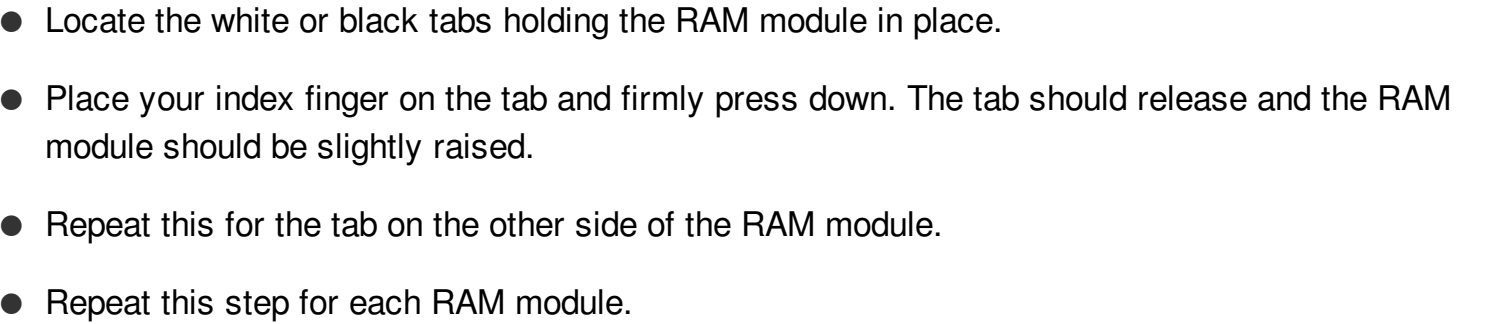 ● Locate the white or black tabs holding the RAM module in place.
● Place your index finger on the tab and firmly press down. The tab should release and the RAM
module should be slightly raised.
● Repeat this for the tab on the other side of the RAM module.
● Repeat this step for each RAM module.